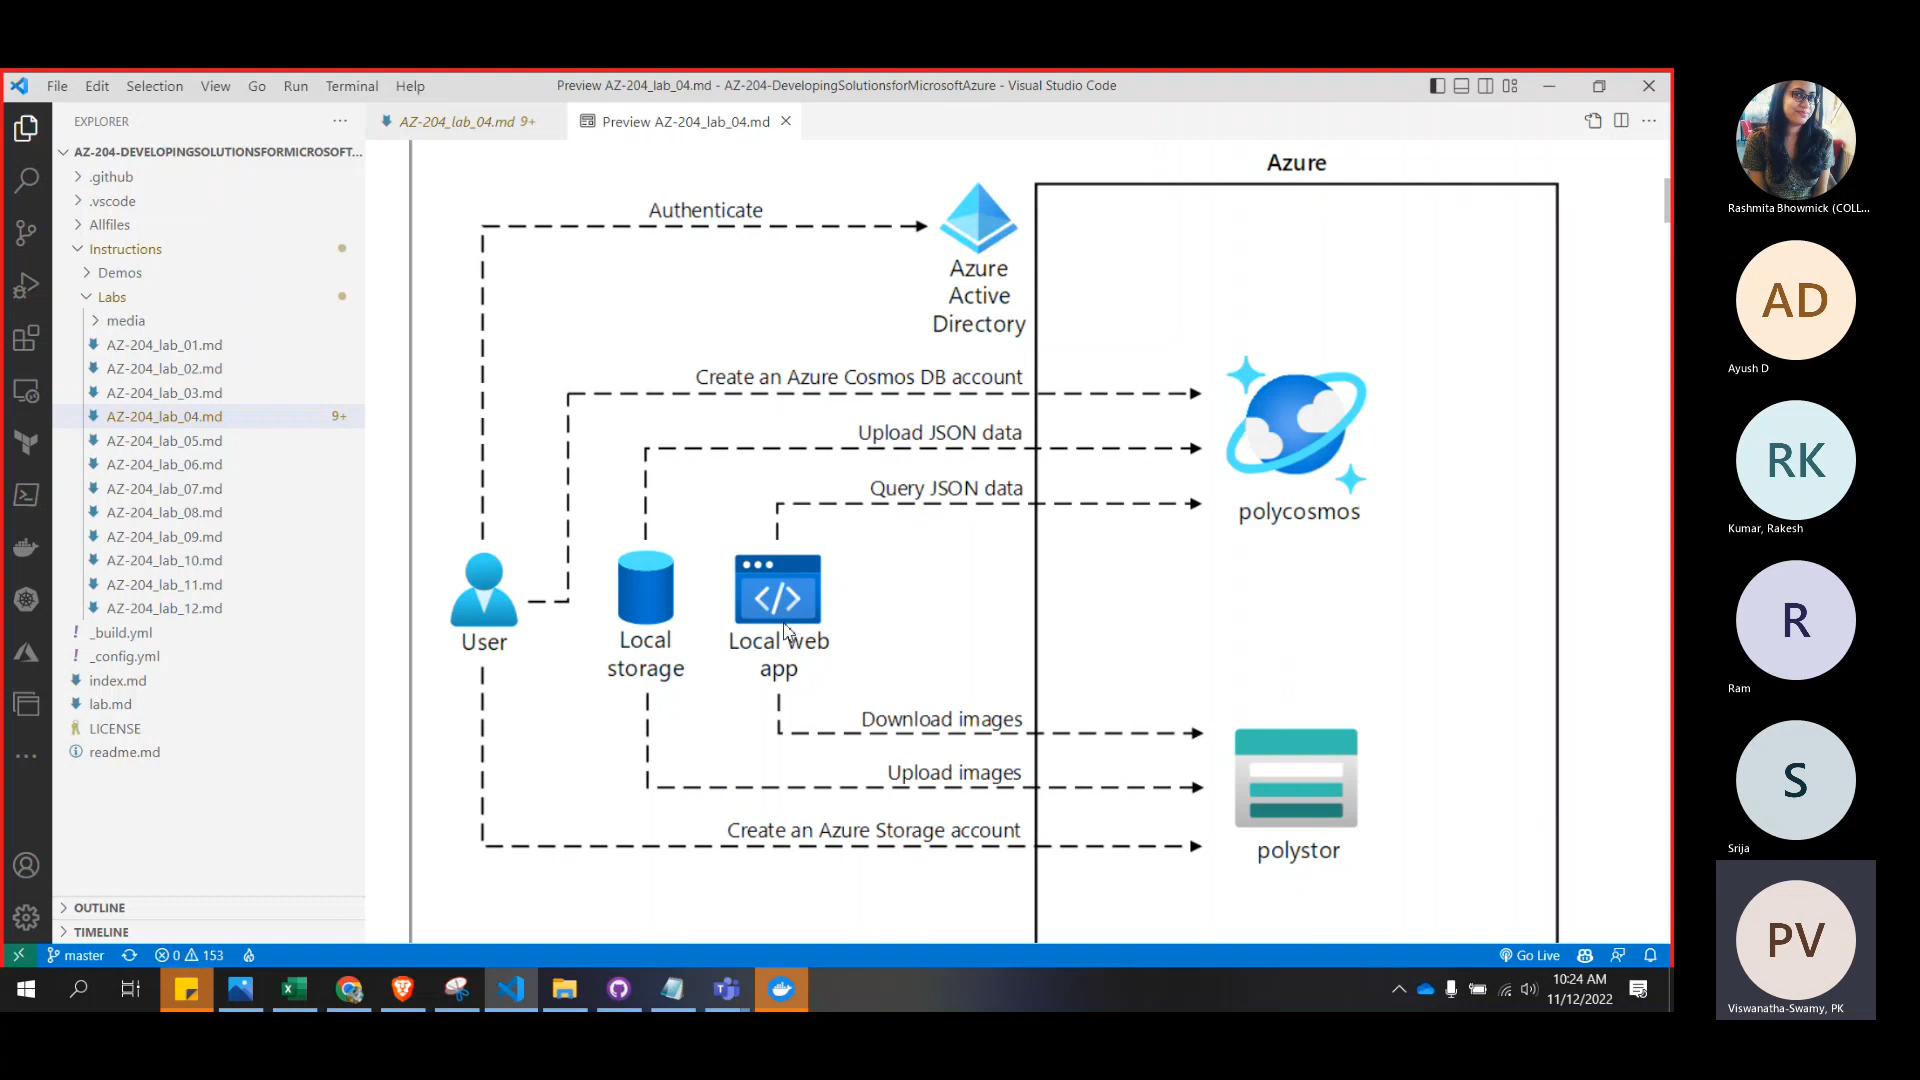 File Edit Selection View Go Run Terminal Help
Preview AZ-204_lab_04.md - AZ-204-DevelopingSolutionsforMicrosoftAzure - Visual Studio Code
EXPLORER
AZ-204_lab_04.md 9+
Preview AZ-204_lab_04.md
AZ-204-DEVELOPINGSOLUTIONSFORMICROSOFT...
.github
.vscode
Allfiles
Instructions
Demos
Labs
media
AZ-204_lab_01.md
AZ-204_lab_02.md
AZ-204_lab_03.md
AZ-204_lab_04.md 9+
AZ-204_lab_05.md
AZ-204_lab_06.md
AZ-204_lab_07.md
AZ-204_lab_08.md
AZ-204_lab_09.md
AZ-204_lab_10.md
AZ-204_lab_11.md
AZ-204_lab_12.md
_build.yml
_config.yml
index.md
lab.md
LICENSE
readme.md
OUTLINE
TIMELINE
Azure
Authenticate
Azure
Active
Directory
Create an Azure Cosmos DB account
Upload JSON data
Query JSON data
polycosmos
User
Local
storage
Local web
app
Download images
Upload images
Create an Azure Storage account
polystor
master
0 153
Go Live
10:24 AM
11/12/2022
Rashmita Bhowmick (COLL...
AD
Ayush D
RK
Kumar, Rakesh
R
Ram
S
Srija
PV
Viswanatha-Swamy, PK